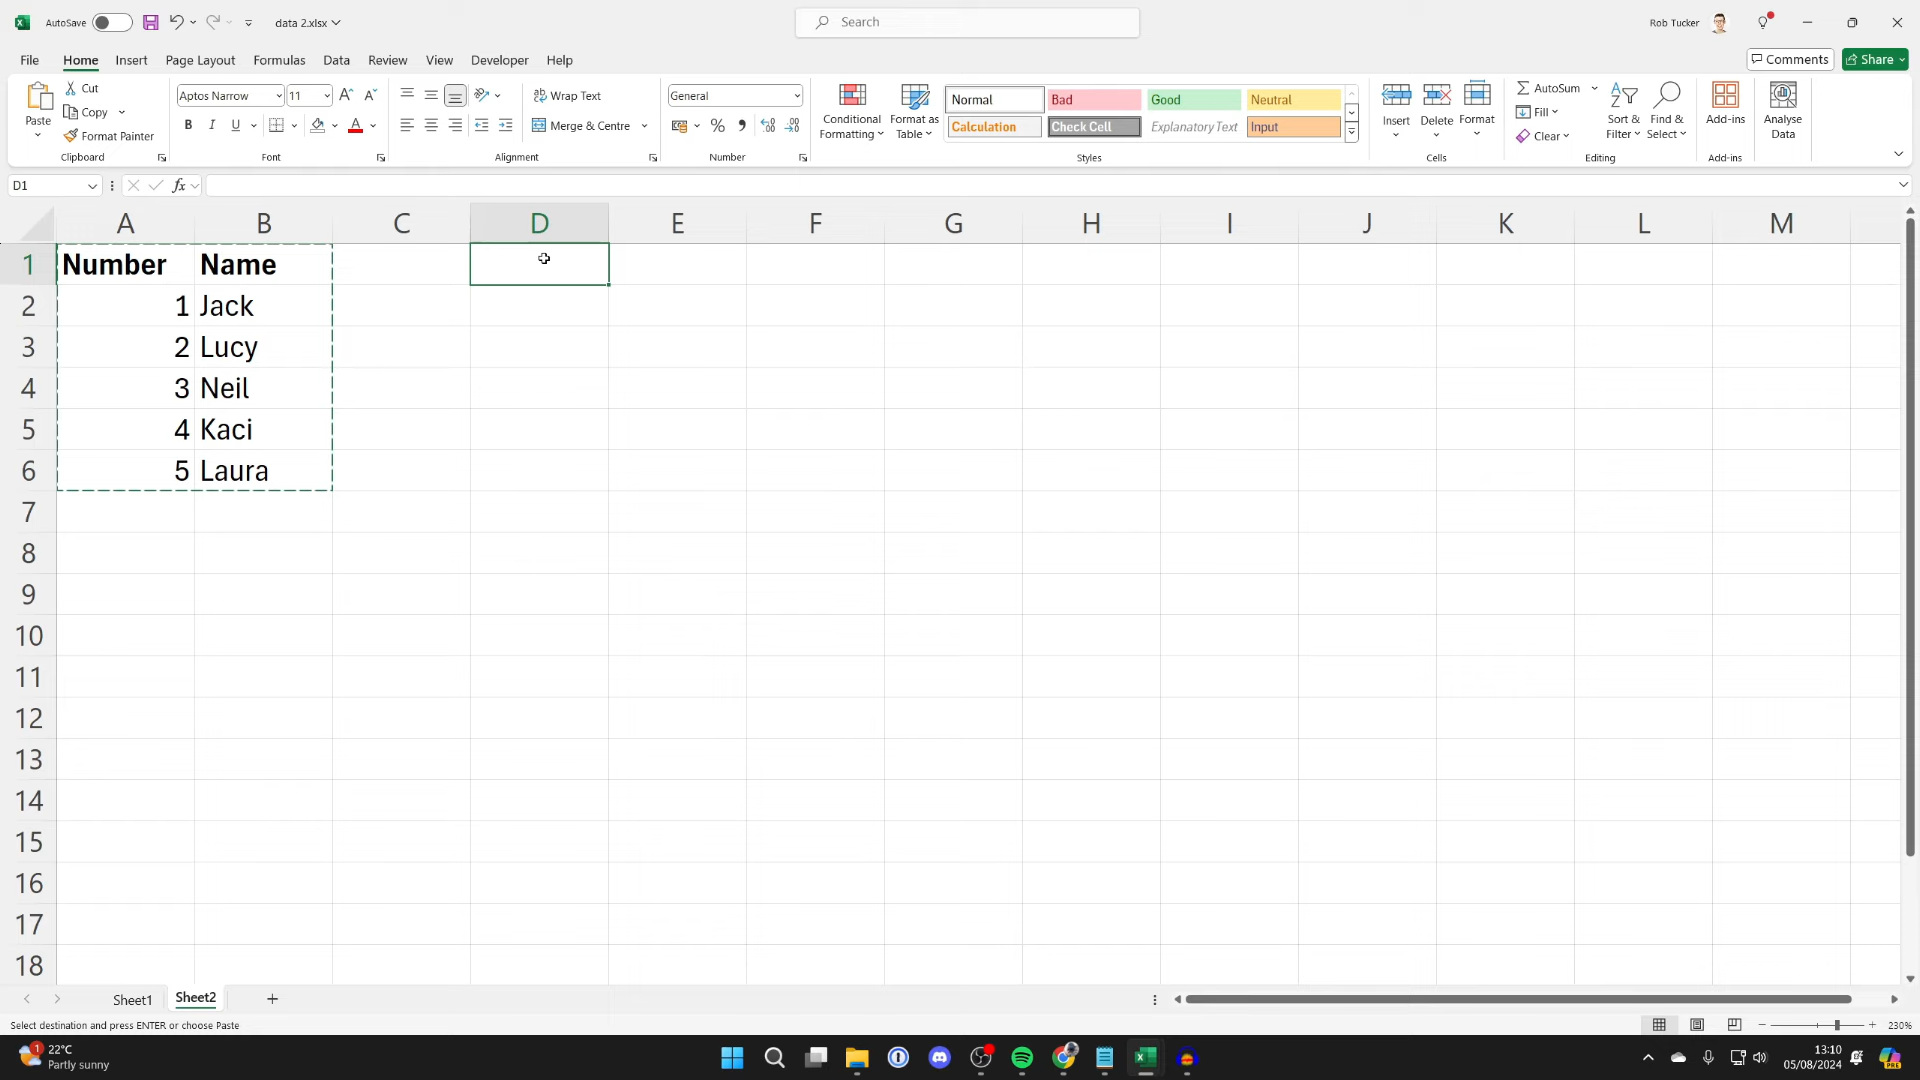 AutoSave
data 2.xlsx
Search
Rob Tucker
File Home Insert Page Layout Formulas Data Review View Developer Help
Comments
Share
Paste
Cut
Copy
Format Painter
Clipboard
Aptos Narrow
11
B I U
Font
Wrap Text
Merge & Centre
Alignment
General
Number
Conditional Formatting
Format as Table
Normal Bad Good Neutral
Calculation Check Cell Explanatory Text Input
Styles
Insert Delete Format
Cells
AutoSum
Fill
Clear
Sort & Filter
Find & Select
Editing
Add-ins
Add-ins
Analyse Data
D1
fx
A B C D E F G H I J K L M
1 Number Name
2 1 Jack
3 2 Lucy
4 3 Neil
5 4 Kaci
6 5 Laura
7
8
9
10
11
12
13
14
15
16
17
18
Sheet1 Sheet2
Select destination and press ENTER or choose Paste
230%
1
22°C
Partly sunny
13:10
05/08/2024
PRE